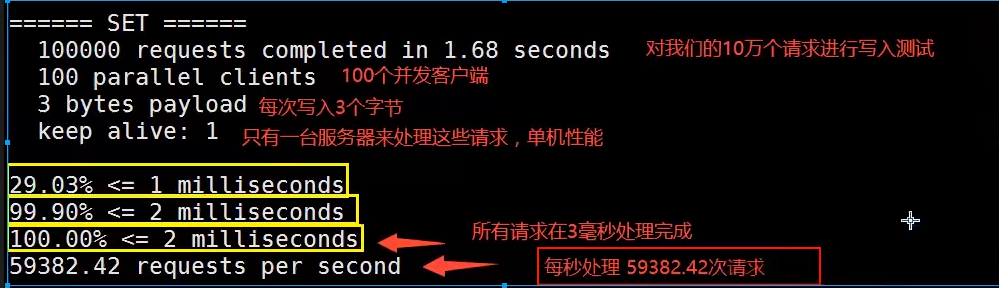 ====== SET ======
100000 requests completed in 1.68 seconds 对我们的10万个请求进行写入测试
100 parallel clients 100个并发客户端
3 bytes payload 每次写入3个字节
keep alive: 1 只有一台服务器来处理这些请求，单机性能
29.03% <= 1 milliseconds
99.90% <= 2 milliseconds
100.00% <= 2 milliseconds 所有请求在3毫秒处理完成
59382.42 requests per second 每秒处理 59382.42次请求